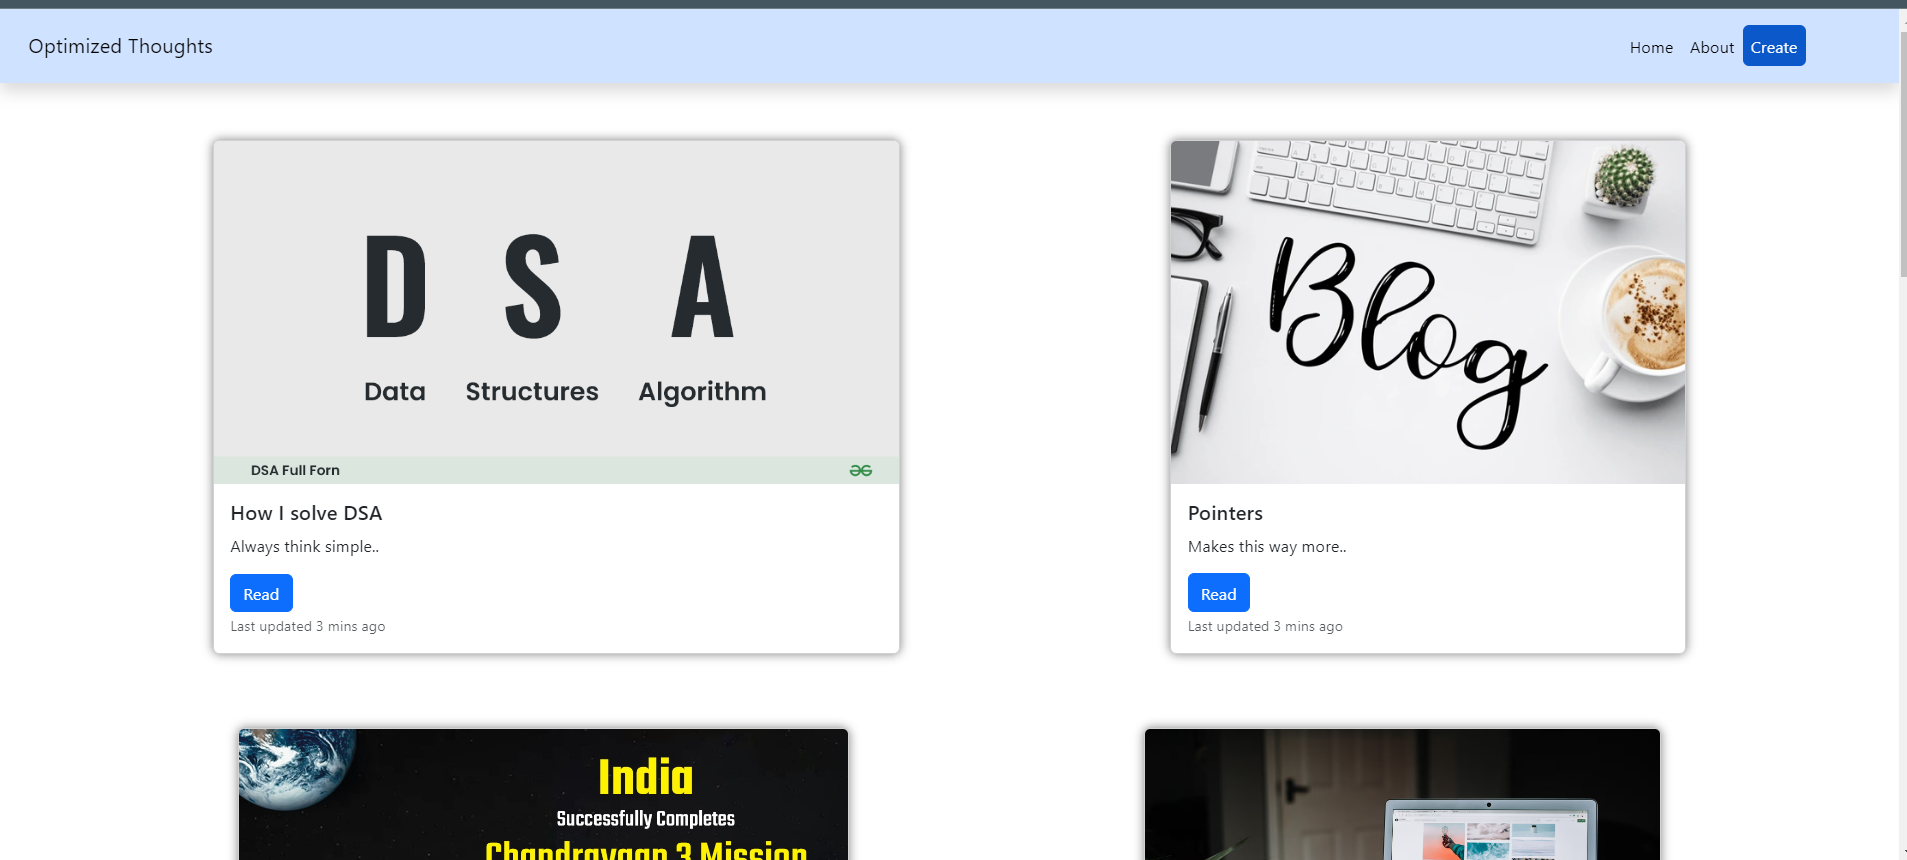 Optimized Thoughts
Home About Create
D S A
Data Structures Algorithm
DSA Full Forn
How I solve DSA
Always think simple..
Read
Last updated 3 mins ago
Blog
Pointers
Makes this way more..
Read
Last updated 3 mins ago
India
Successfully Completes
Chandrayaan 3 Mission